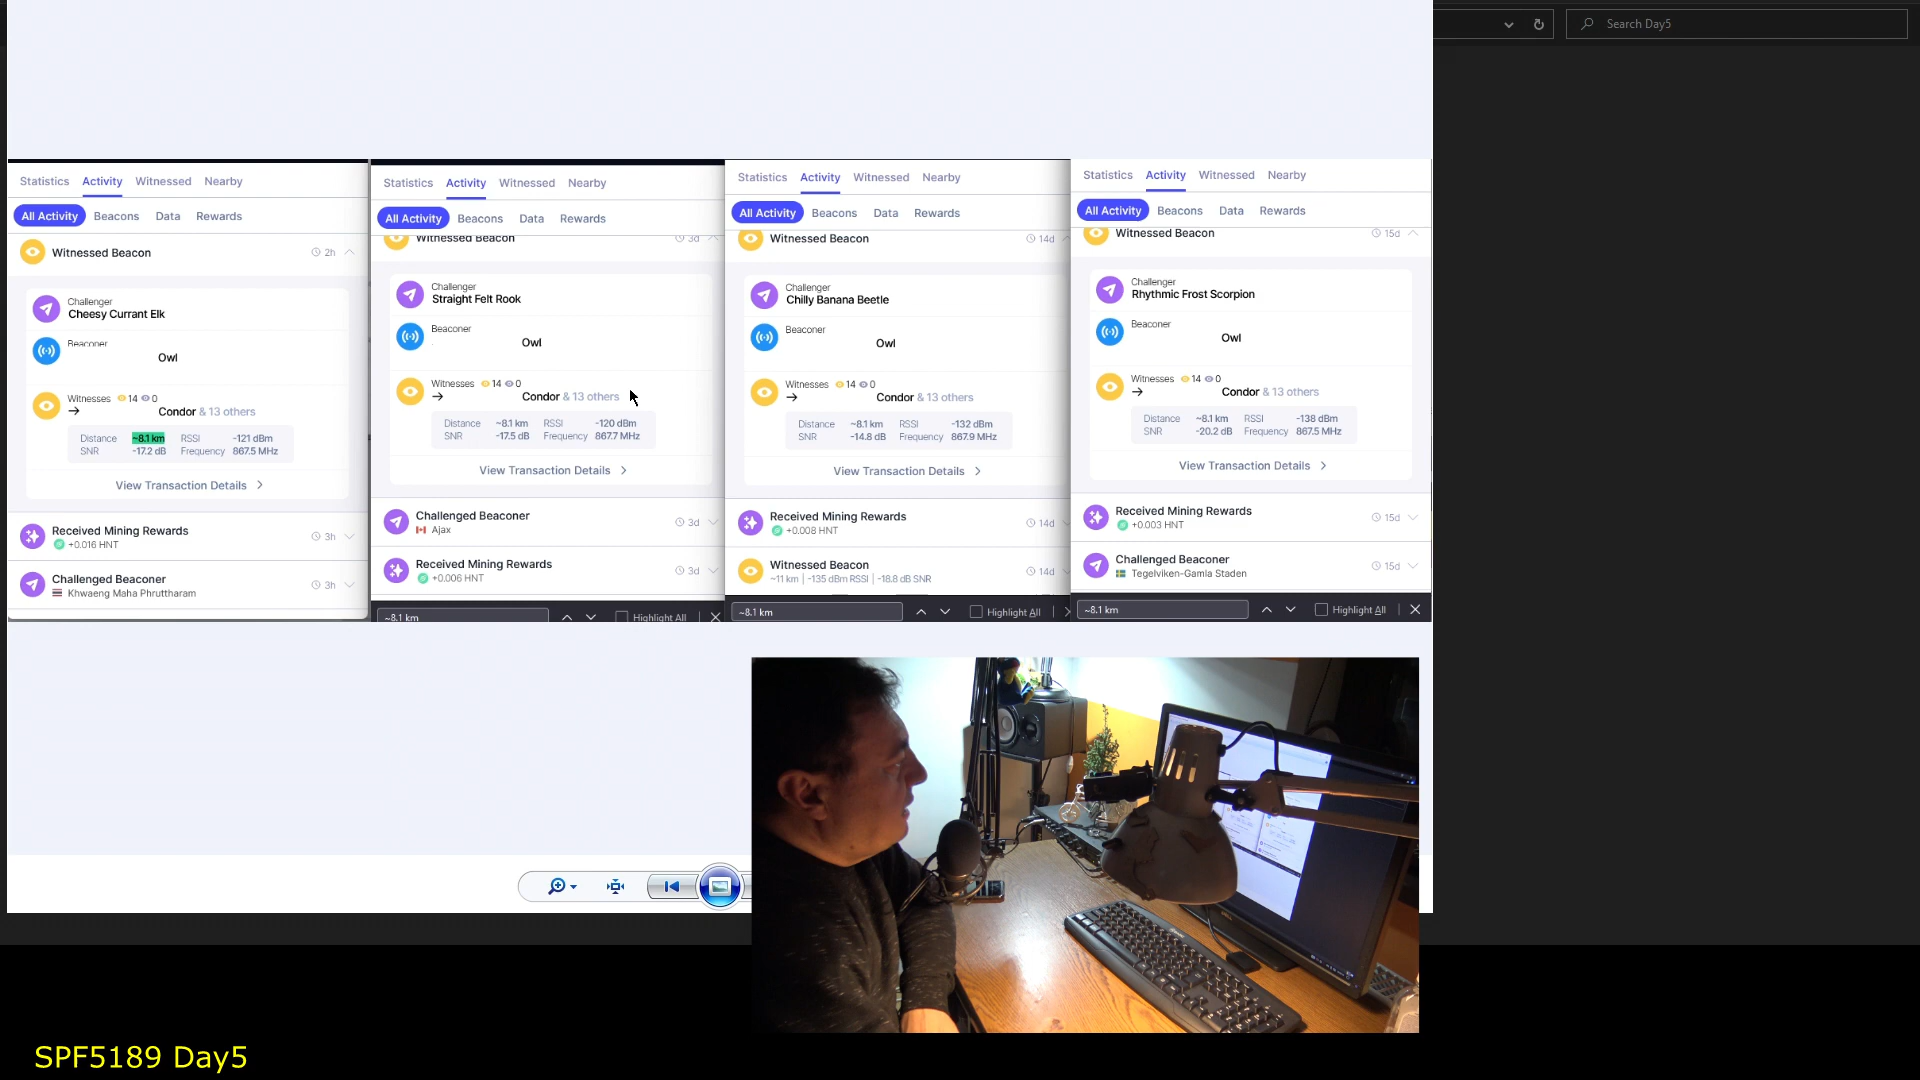 Search Day5
Statistics Activity Witnessed Nearby
All Activity Beacons Data Rewards
Witnessed Beacon 2h
Challenger
Cheesy Currant Elk
Beaconer
Owl
Witnesses 14 0
→ Condor & 13 others
Distance ~8.1 km RSSI -121 dBm
SNR -17.2 dB Frequency 867.5 MHz
View Transaction Details >
Received Mining Rewards 3h
+0.016 HNT
Challenged Beaconer 3h
Khwaeng Maha Phruttharam
Statistics Activity Witnessed Nearby
All Activity Beacons Data Rewards
Witnessed Beacon 3d
Challenger
Straight Felt Rook
Beaconer
Owl
Witnesses 14 0
→ Condor & 13 others
Distance ~8.1 km RSSI -120 dBm
SNR -17.5 dB Frequency 867.7 MHz
View Transaction Details >
Challenged Beaconer 3d
Ajax
Received Mining Rewards 3d
+0.006 HNT
~8.1 km Highlight All
Statistics Activity Witnessed Nearby
All Activity Beacons Data Rewards
Witnessed Beacon 14d
Challenger
Chilly Banana Beetle
Beaconer
Owl
Witnesses 14 0
→ Condor & 13 others
Distance ~8.1 km RSSI -132 dBm
SNR -14.8 dB Frequency 867.9 MHz
View Transaction Details >
Received Mining Rewards 14d
+0.008 HNT
Witnessed Beacon 14d
~11 km | -135 dBm RSSI | -18.8 dB SNR
~8.1 km Highlight All
Statistics Activity Witnessed Nearby
All Activity Beacons Data Rewards
Witnessed Beacon 15d
Challenger
Rhythmic Frost Scorpion
Beaconer
Owl
Witnesses 14 0
→ Condor & 13 others
Distance ~8.1 km RSSI -138 dBm
SNR -20.2 dB Frequency 867.5 MHz
View Transaction Details >
Received Mining Rewards 15d
+0.003 HNT
Challenged Beaconer 15d
Tegelviken-Gamla Staden
~8.1 km Highlight All
DELL
SPF5189 Day5